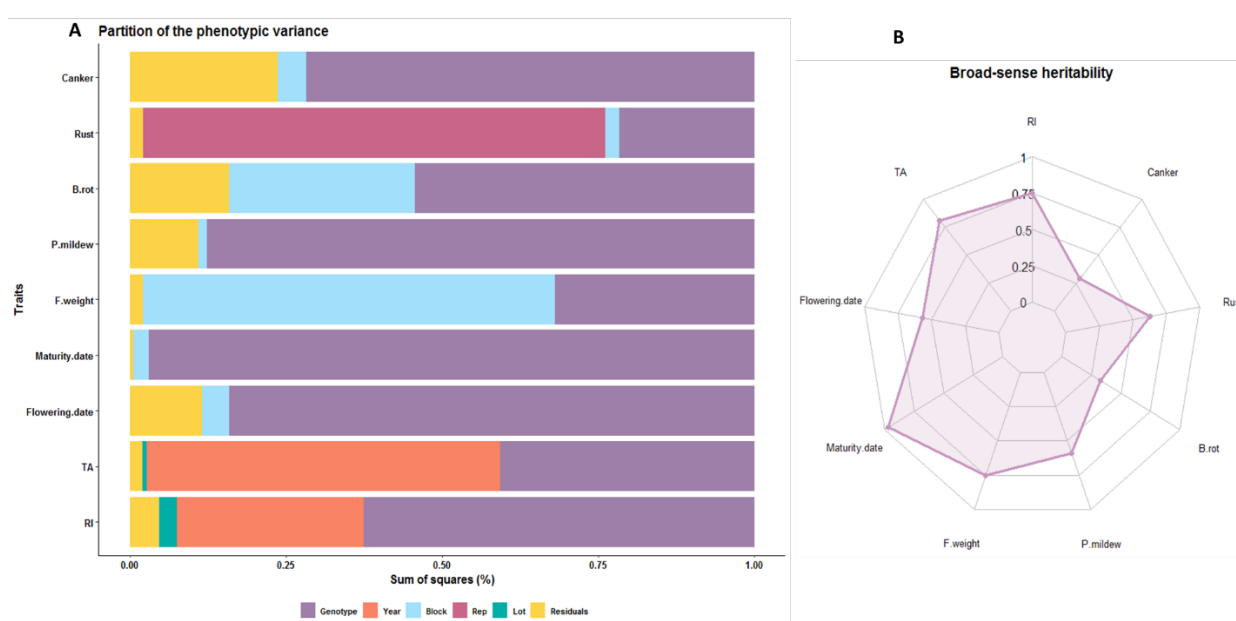 A Partition of the phenotypic variance
Traits
Canker
Rust
B.rot
P.mildew
F.weight
Maturity.date
Flowering.date
TA
RI
0.00 0.25 0.50 0.75 1.00
Sum of squares (%)
Genotype Year Block Rep Lot Residuals
B
Broad-sense heritability
RI
TA
Canker
1
0.75
0.5
0.25
0
Flowering.date
Ru
Maturity.date
B.rot
F.weight
P.mildew